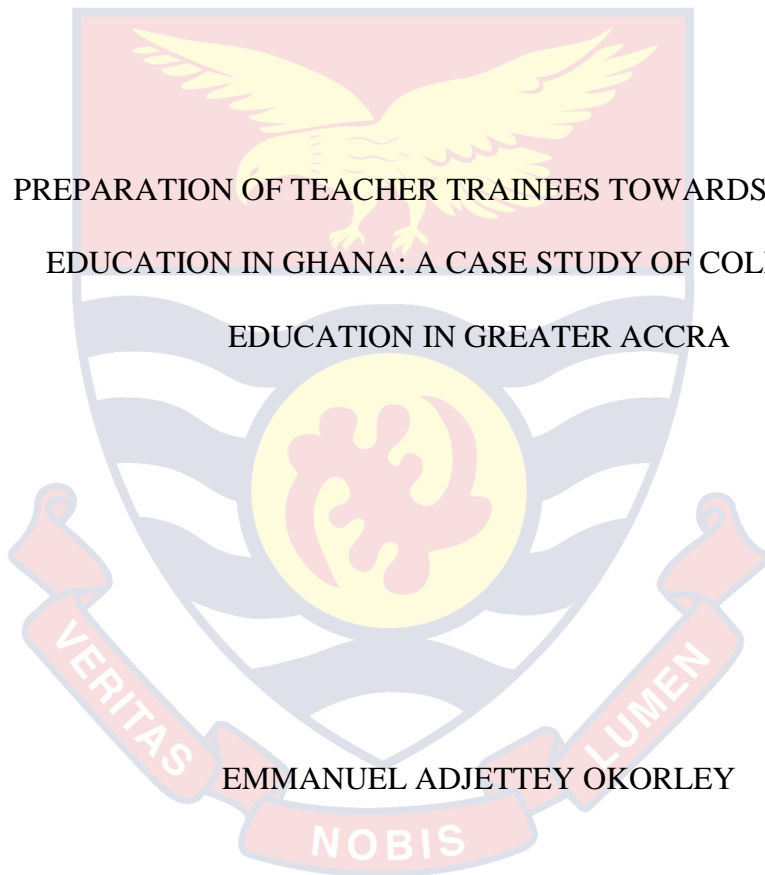 PREPARATION OF TEACHER TRAINEES TOWARDS
EDUCATION IN GHANA: A CASE STUDY OF
EDUCATION IN GREATER ACCRA
EMMANUEL ADJETTEY OKORLEY
VERITAS
NOBIS
LUMEN